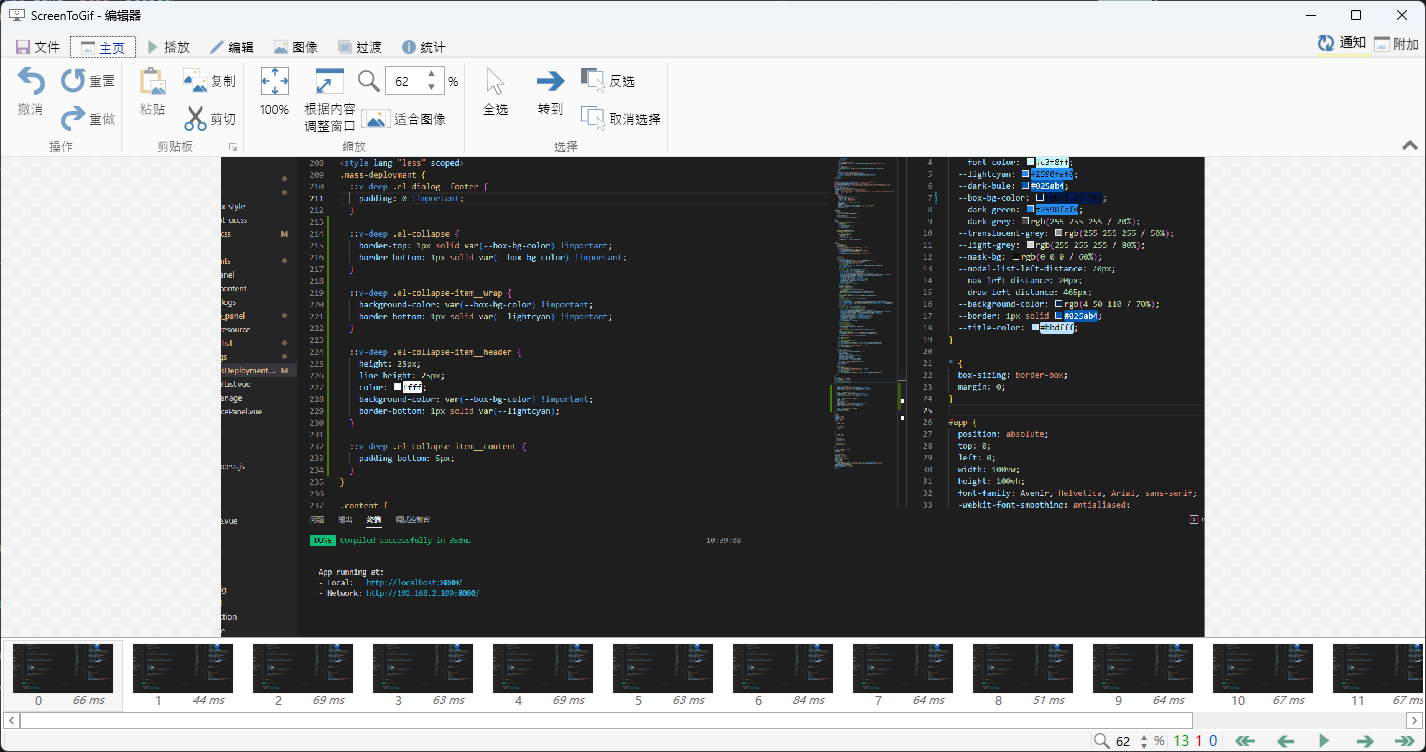 ScreenToGif - 编辑器
文件 主页 播放 编辑 图像 过渡 统计 通知 附加
撤消 重置 重做 操作
粘贴 复制 剪切 剪贴板
100% 根据内容调整窗口 62 % 适合图像 缩放
全选 转到 反选 取消选择 选择
208 <style lang="less" scoped>
209 .mass-deployment {
210 ::v-deep .el-dialog__footer {
211 padding: 0 !important;
212 }
213
214 ::v-deep .el-collapse {
215 border-top: 1px solid var(--box-bg-color) !important;
216 border-bottom: 1px solid var(--box-bg-color) !important;
217 }
218
219 ::v-deep .el-collapse-item__wrap {
220 background-color: var(--box-bg-color) !important;
221 border-bottom: 1px solid var(--lightcyan) !important;
222 }
223
224 ::v-deep .el-collapse-item__header {
225 height: 25px;
226 line-height: 25px;
227 color: #fff;
228 background-color: var(--box-bg-color) !important;
229 border-bottom: 1px solid var(--lightcyan);
230 }
231
232 ::v-deep .el-collapse-item__content {
233 padding-bottom: 5px;
234 }
235 }
236
237 .content {
4 font-color:
5 --lightcyan: #2590faf0;
6 --dark-bule: #025ab4;
7 --box-bg-color:
8 dark-green: #2590faf0;
9 dark-grey: rgb(255 255 255 / 20%);
10 --translucent-grey: rgb(255 255 255 / 50%);
11 --light-grey: rgb(255 255 255 / 80%);
12 --mask-bg: rgb(0 0 0 / 60%);
13 --model-list-left-distance: 20px;
14 nav-left-distance: 20px;
15 draw-left-distance: 465px;
16 --background-color: rgb(4 50 110 / 70%);
17 --border: 1px solid #025ab4;
18 --title-color: #bbdfff;
19 }
20
21 * {
22 box-sizing: border-box;
23 margin: 0;
24 }
25
26 #app {
27 position: absolute;
28 top: 0;
29 left: 0;
30 width: 100vw;
31 height: 100vh;
32 font-family: Avenir, Helvetica, Arial, sans-serif;
33 -webkit-font-smoothing: antialiased;
问题 输出 终端 调试控制台
DONE Compiled successfully in 350ms 10:39:08
App running at:
- Local: http://localhost:8080/
- Network: http://192.168.2.199:8080/
0 66 ms 1 44 ms 2 69 ms 3 63 ms 4 69 ms 5 63 ms 6 84 ms 7 64 ms 8 51 ms 9 64 ms 10 67 ms 11 67 ms
62 % 13 1 0